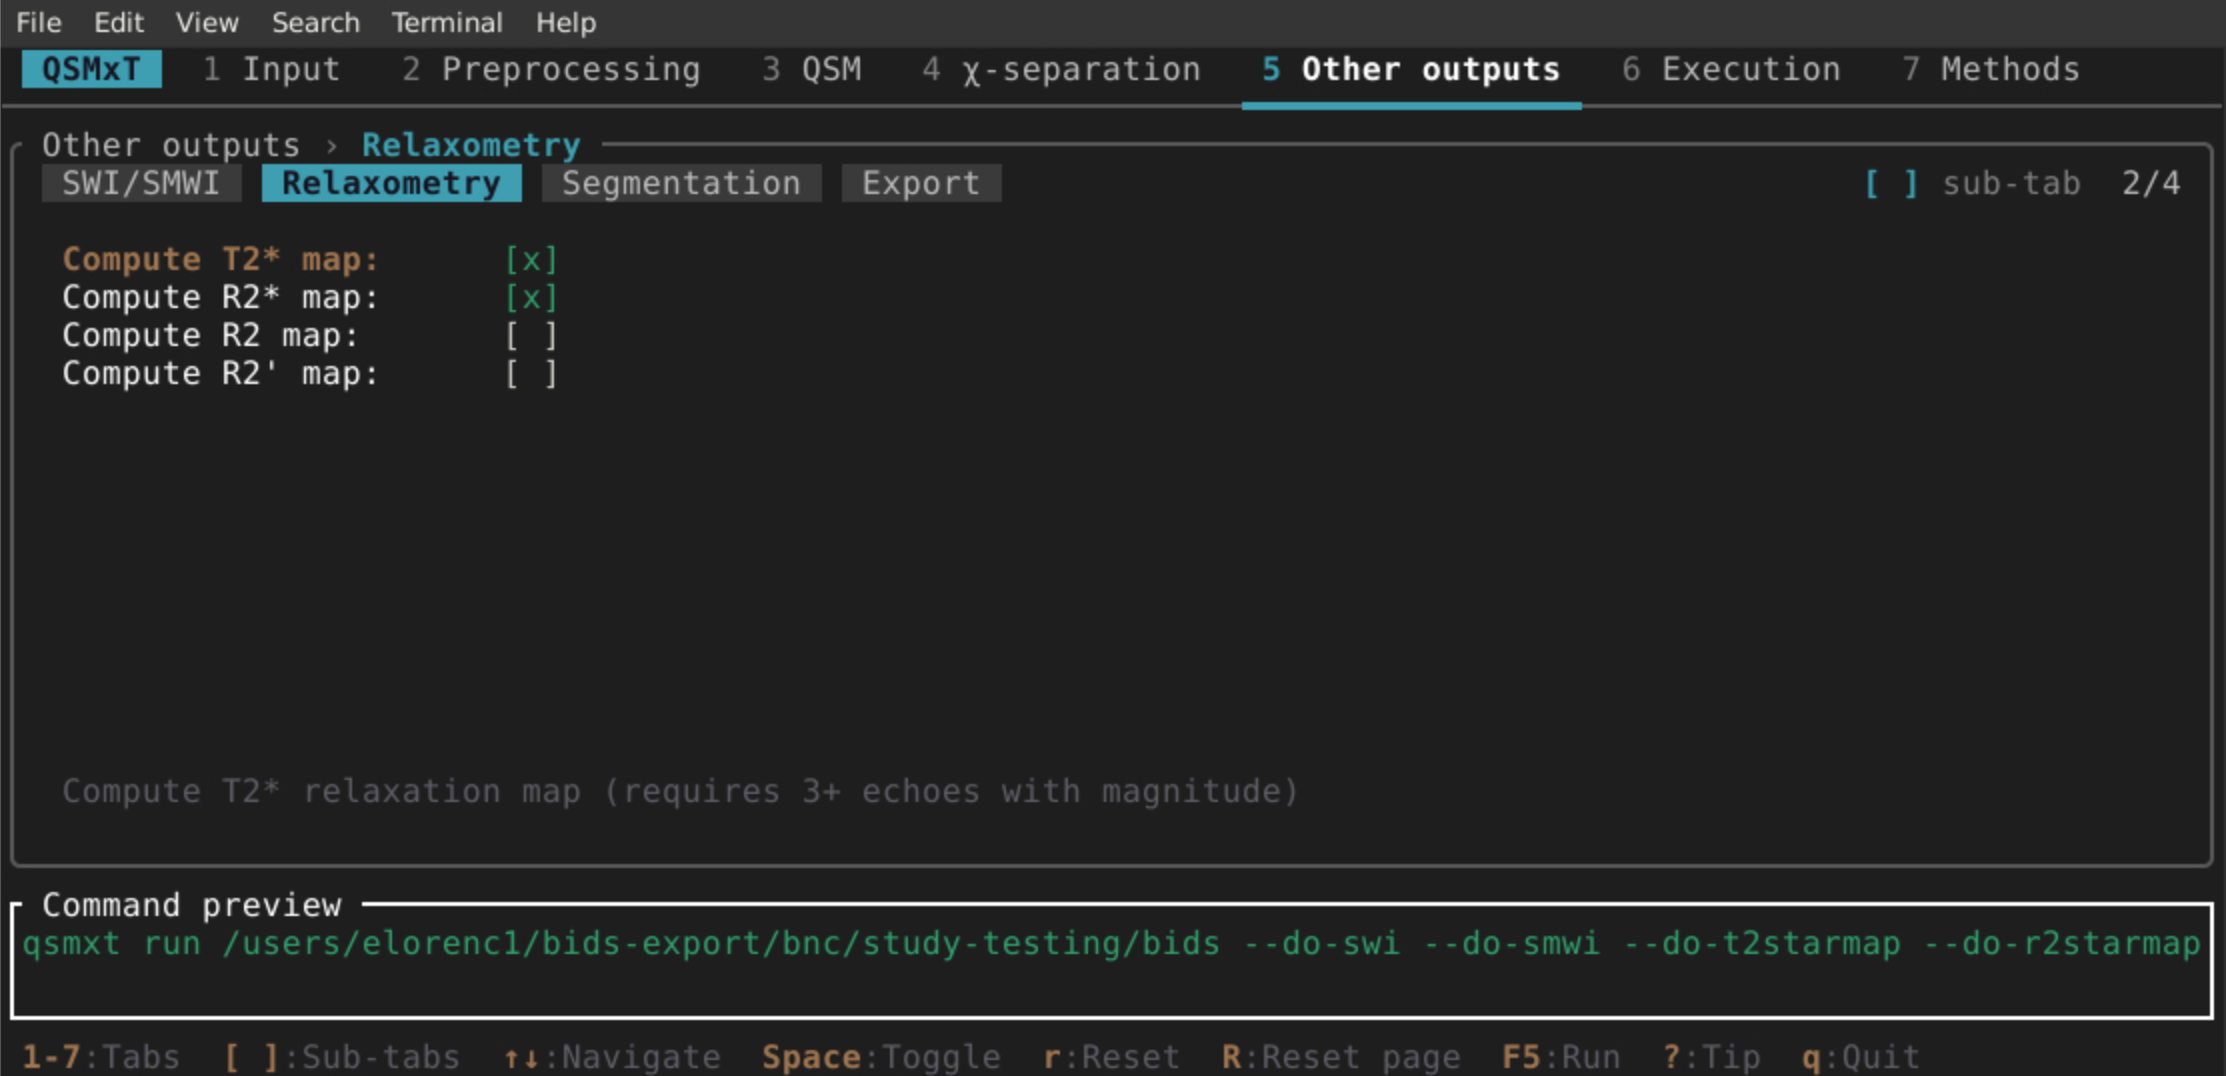 File Edit View Search Terminal Help
QSMxT 1 Input 2 Preprocessing 3 QSM 4 χ-separation 5 Other outputs 6 Execution 7 Methods
Other outputs › Relaxometry
SWI/SMWI Relaxometry Segmentation Export [ ] sub-tab 2/4
Compute T2* map: [x]
Compute R2* map: [x]
Compute R2 map: [ ]
Compute R2' map: [ ]
Compute T2* relaxation map (requires 3+ echoes with magnitude)
Command preview
qsmxt run /users/elorenc1/bids-export/bnc/study-testing/bids --do-swi --do-smwi --do-t2starmap --do-r2starmap
1-7:Tabs [ ]:Sub-tabs ↑↓:Navigate Space:Toggle r:Reset R:Reset page F5:Run ?:Tip q:Quit